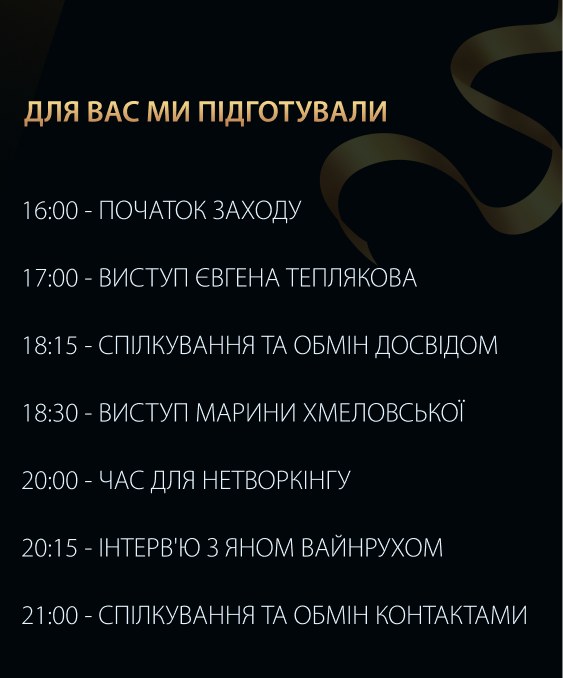 ДЛЯ ВАС МИ ПІДГОТУВАЛИ
16:00 - ПОЧАТОК ЗАХОДУ
17:00 - ВИСТУП ЄВГЕНА ТЕПЛЯКОВА
18:15 - СПІЛКУВАННЯ ТА ОБМІН ДОСВІДОМ
18:30 - ВИСТУП МАРИНИ ХМЕЛОВСЬКОЇ
20:00 - ЧАС ДЛЯ НЕТВОРКІНГУ
20:15 - ІНТЕРВ'Ю З ЯНОМ ВАЙНРУХОМ
21:00 - СПІЛКУВАННЯ ТА ОБМІН КОНТАКТАМИ